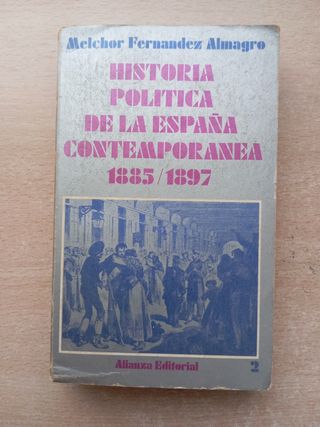 Melchor Fernandez Almagro
HISTORIA
POLITICA
DE LA ESPAÑA
CONTEMPORANEA
1885/1897
Alianza Editorial
2